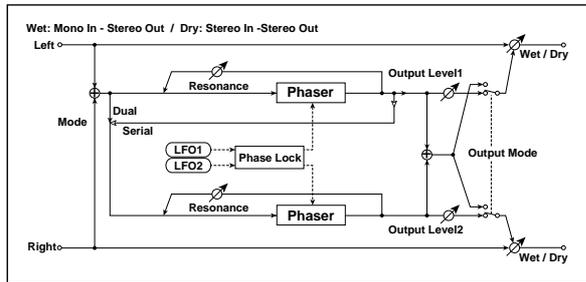 Wet: Mono In - Stereo Out / Dry: Stereo In -Stereo Out
Left
Wet / Dry
Resonance
Phaser
Output Level1
Mode
Dual
Serial
LFO1
LFO2
Phase Lock
Output Mode
Resonance
Phaser
Output Level2
Right
Wet / Dry